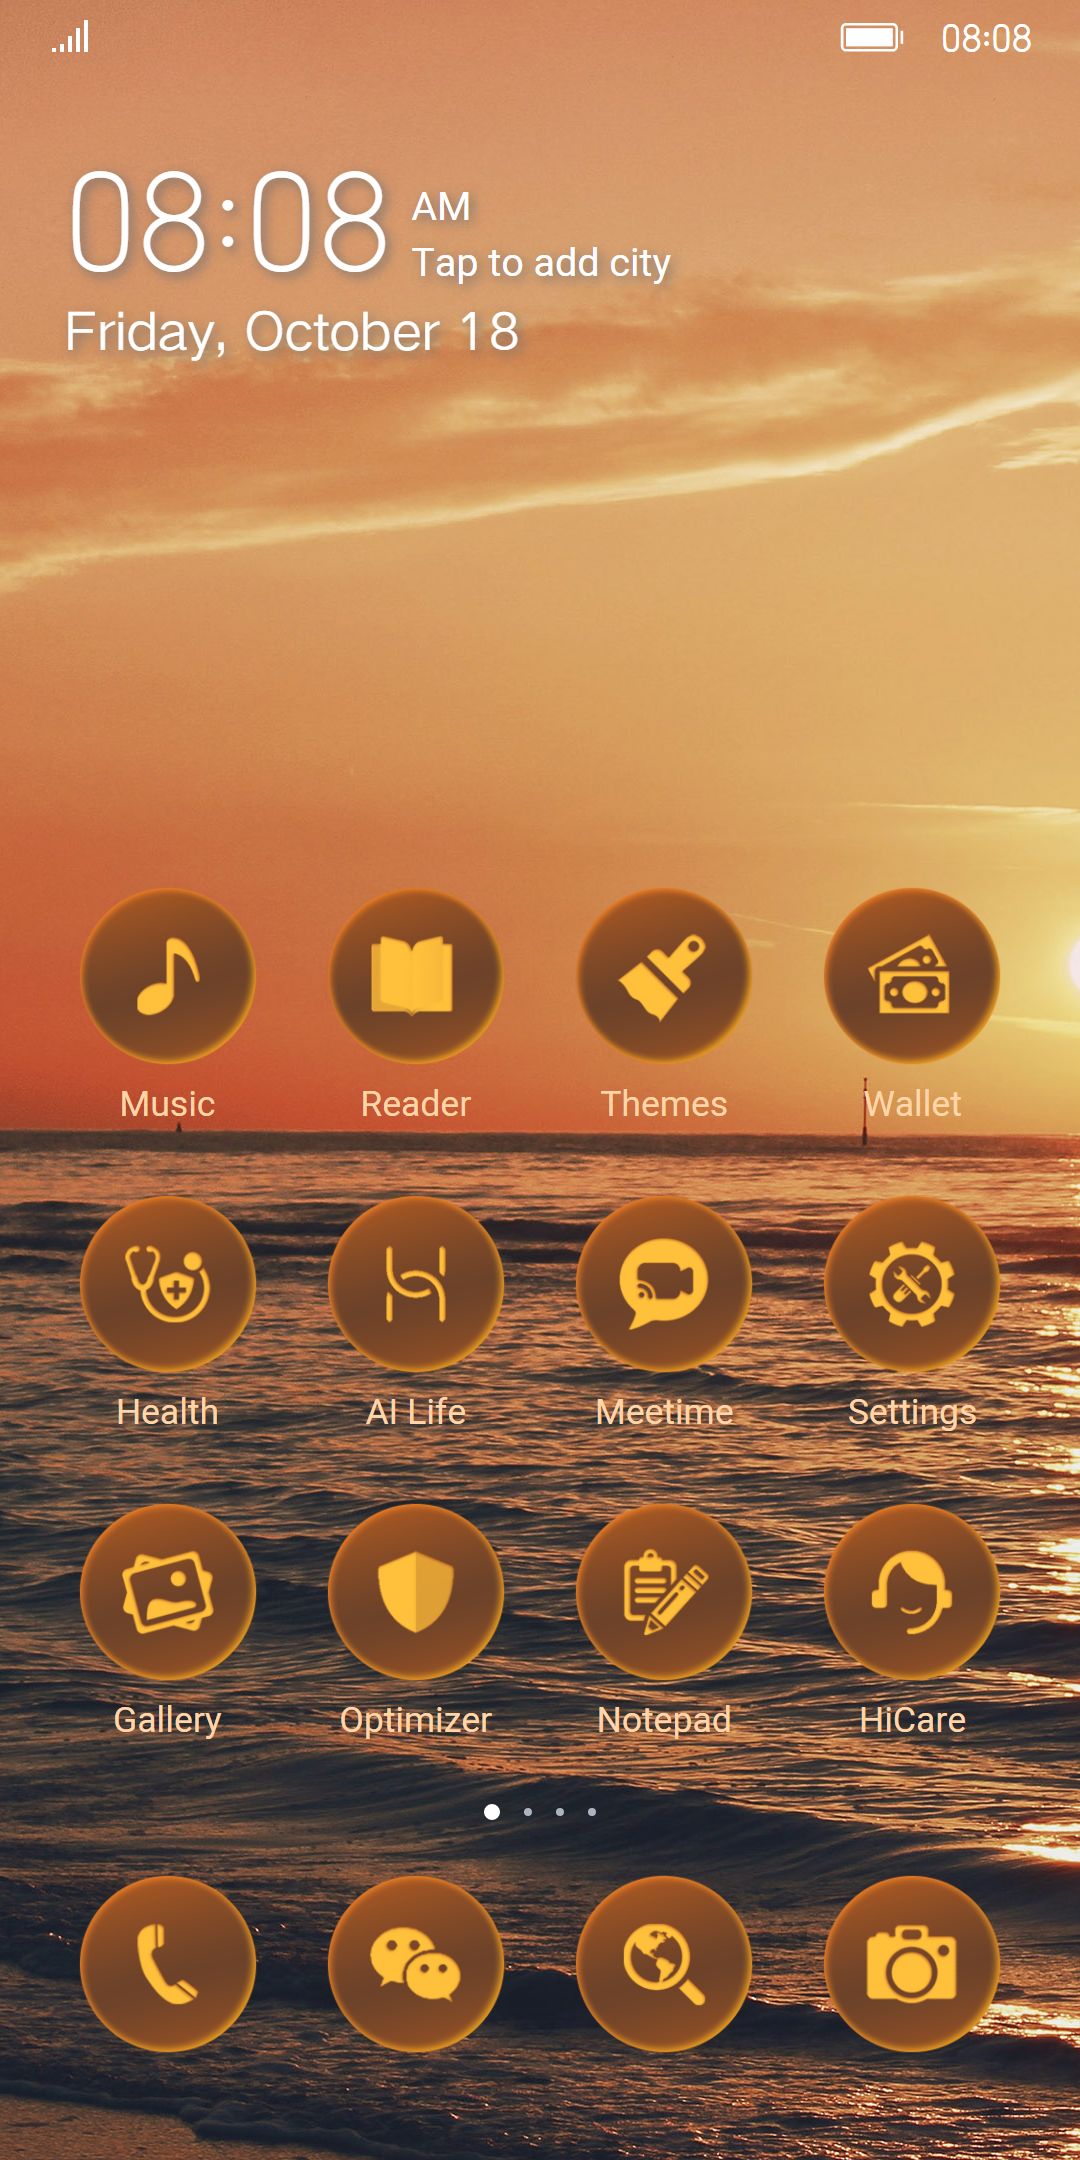 08:08
08:08 AM
Tap to add city
Friday, October 18
Music Reader Themes Wallet
Health AI Life Meetime Settings
Gallery Optimizer Notepad HiCare